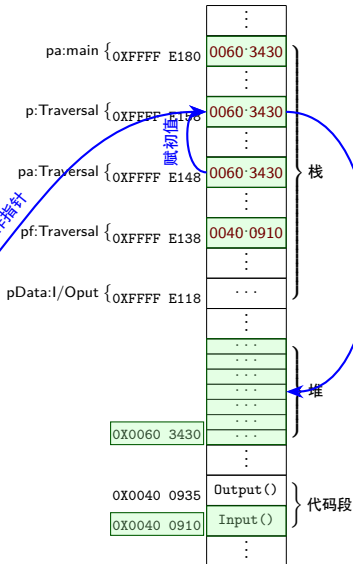 ⋮
pa:main { 0XFFFF E180 0060 3430
⋮
p:Traversal { 0XFFFF E158 0060 3430
⋮
赋初值
pa:Traversal { 0XFFFF E148 0060 3430
栈
指针
pf:Traversal { 0XFFFF E138 0040 0910
⋮
pData:I/Oput { 0XFFFF E118 ···
⋮
···
···
···
··· 堆
···
···
0X0060 3430 ···
⋮
0X0040 0935 Output()
代码段
0X0040 0910 Input()
⋮